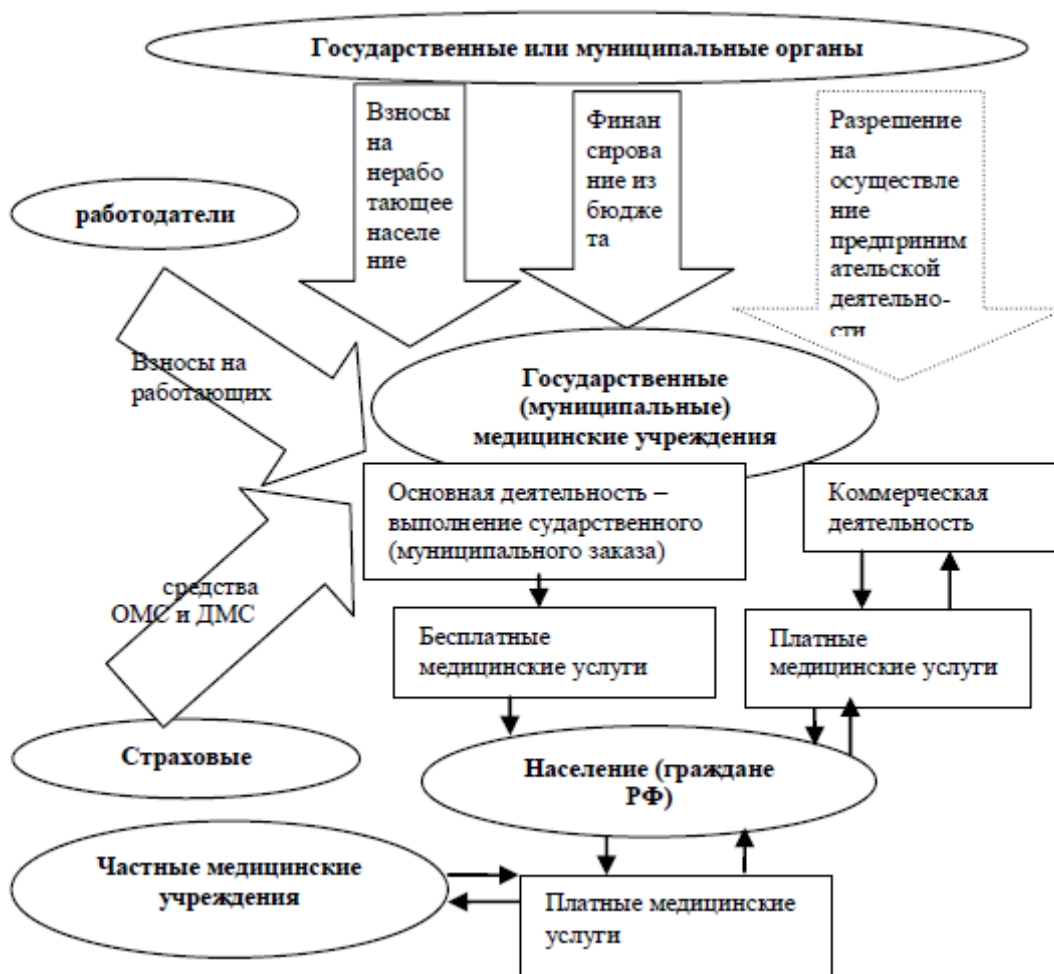 Государственные или муниципальные органы
Взносы
на
нерабо
тающее
населе
ние
Финан
сирова
ние из
бюдже
та
Разрешение
на
осуществле
ние
предприним
ательской
деятельно-
сти
работодатели
Взносы на
работающих
Государственные
(муниципальные)
медицинские учреждения
Основная деятельность –
выполнение сударственного
(муниципального заказа)
Коммерческая
деятельность
средства
ОМС и ДМС
Бесплатные
медицинские услуги
Платные
медицинские услуги
Страховые
Население (граждане
РФ)
Частные медицинские
учреждения
Платные медицинские
услуги